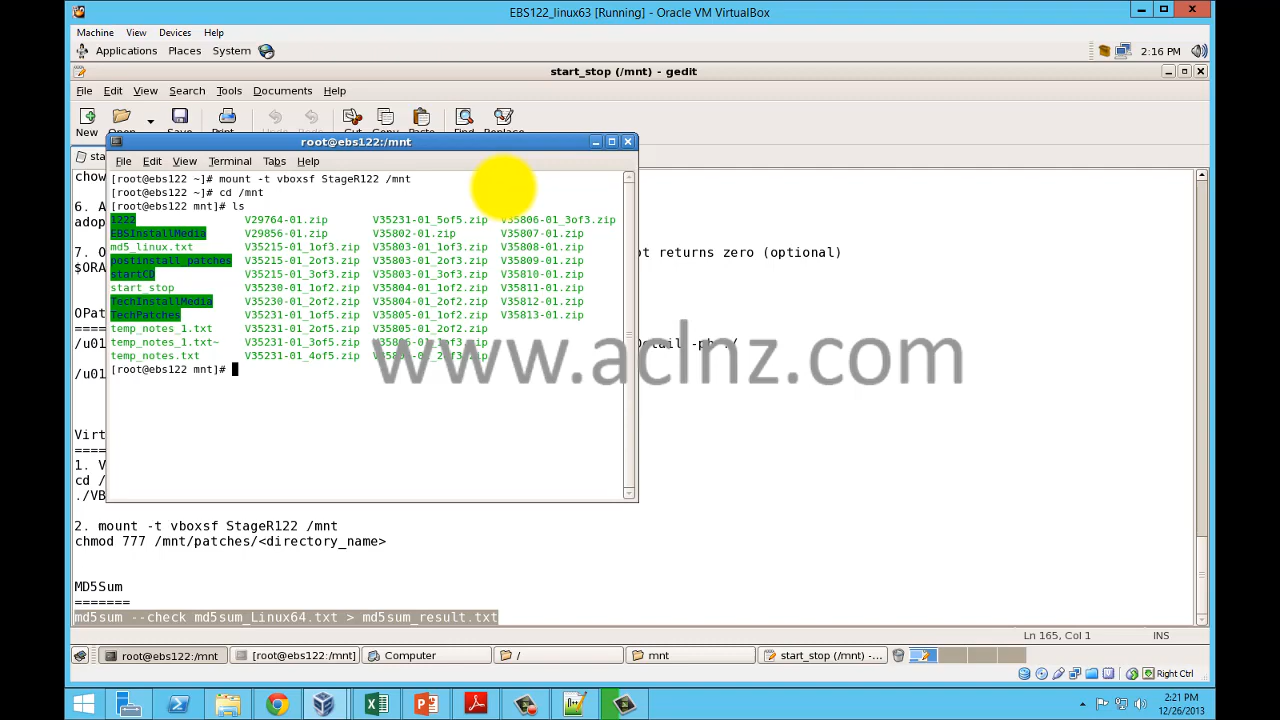 EBS122_linux63 [Running] - Oracle VM VirtualBox
Machine View Devices Help
Applications Places System 2:16 PM
start_stop (/mnt) - gedit
File Edit View Search Tools Documents Help
New Open Save Print Undo Redo Cut Copy Paste Find Replace
root@ebs122:/mnt
File Edit View Terminal Tabs Help
[root@ebs122 ~]# mount -t vboxsf StageR122 /mnt
[root@ebs122 ~]# cd /mnt
[root@ebs122 mnt]# ls
1222 V29764-01.zip V35231-01_5of5.zip V35806-01_3of3.zip
EBSInstallMedia V29856-01.zip V35802-01.zip V35807-01.zip
md5_linux.txt V35215-01_1of3.zip V35803-01_1of3.zip V35808-01.zip
postinstall_patches V35215-01_2of3.zip V35803-01_2of3.zip V35809-01.zip
startCD V35215-01_3of3.zip V35803-01_3of3.zip V35810-01.zip
start_stop V35230-01_1of2.zip V35804-01_1of2.zip V35811-01.zip
TechInstallMedia V35230-01_2of2.zip V35804-01_2of2.zip V35812-01.zip
TechPatches V35231-01_1of5.zip V35805-01_1of2.zip V35813-01.zip
temp_notes_1.txt V35231-01_2of5.zip V35805-01_2of2.zip
temp_notes_1.txt~ V35231-01_3of5.zip V35806-01_1of3.zip
temp_notes.txt V35231-01_4of5.zip V35806-01_2of3.zip
[root@ebs122 mnt]#
sta
chow
6. A
adop
7. O ot returns zero (optional)
$ORA
OPat
====
/u01 Detail -ph ./
/u01
www.aclnz.com
Virt
====
1. V
cd /
./VB
2. mount -t vboxsf StageR122 /mnt
chmod 777 /mnt/patches/<directory_name>
MD5Sum
=======
md5sum --check md5sum_Linux64.txt > md5sum_result.txt
Ln 165, Col 1 INS
root@ebs122:/mnt [root@ebs122:/mnt] Computer / mnt start_stop (/mnt) -...
Right Ctrl
2:21 PM
12/26/2013